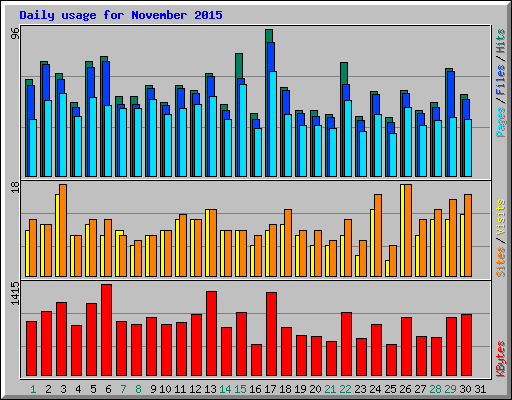 Daily usage for November 2015
96
Pages / Files / Hits
18
Sites / Visits
1415
KBytes
1 2 3 4 5 6 7 8 9 10 11 12 13 14 15 16 17 18 19 20 21 22 23 24 25 26 27 28 29 30 31